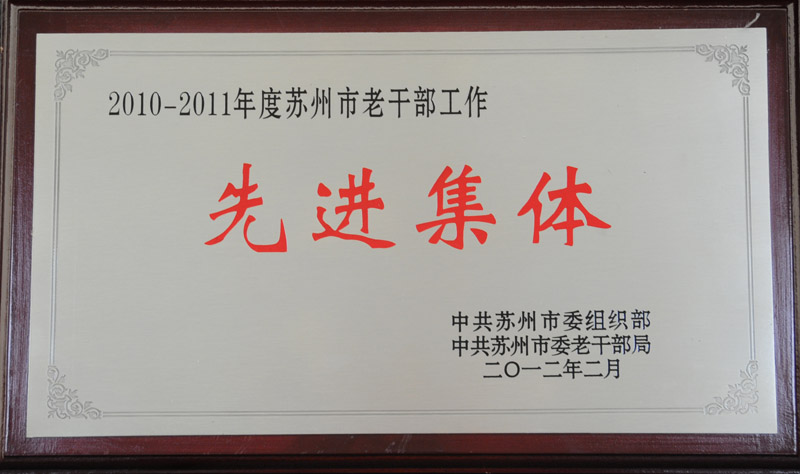 2010-2011年度苏州市老干部工作
先进集体
中共苏州市委组织部
中共苏州市委老干部局
二〇一二年二月